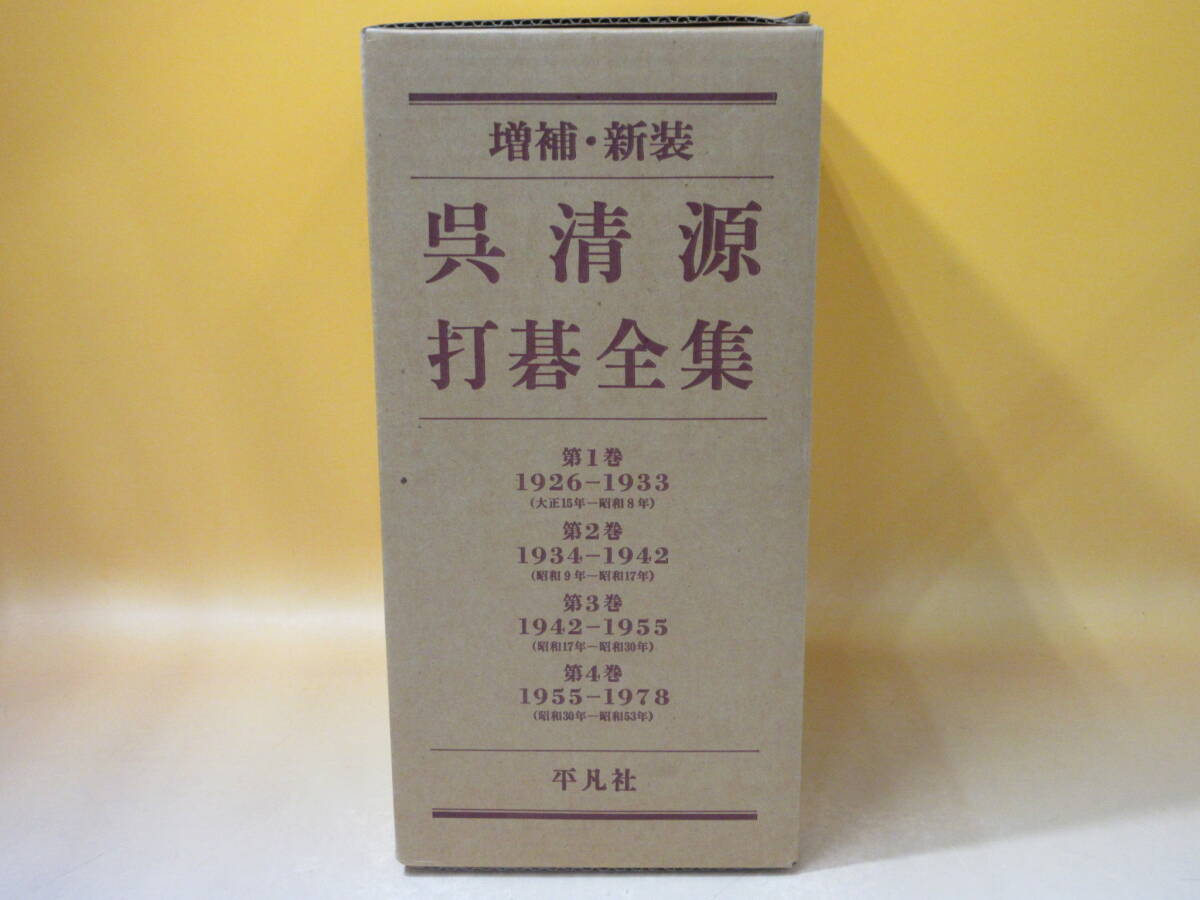 増補・新装
呉清源
打碁全集
第1巻
1926–1933
(大正15年—昭和8年)
第2巻
1934–1942
(昭和9年—昭和17年)
第3巻
1942–1955
(昭和17年—昭和30年)
第4巻
1955–1978
(昭和30年—昭和53年)
平凡社